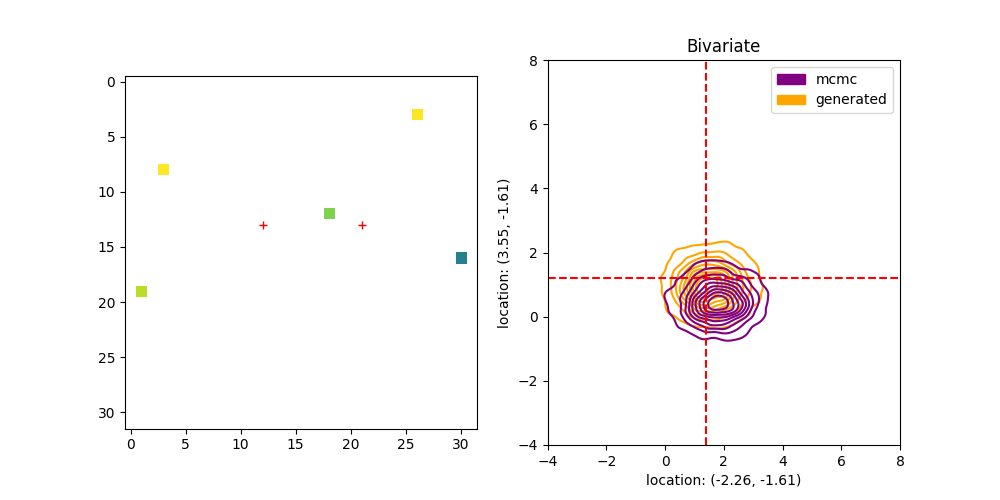 Bivariate
0
5
10
15
20
25
30
0 5 10 15 20 25 30
location: (3.55, -1.61)
8
6
4
2
0
−2
−4
−4 −2 0 2 4 6 8
location: (-2.26, -1.61)
mcmc
generated